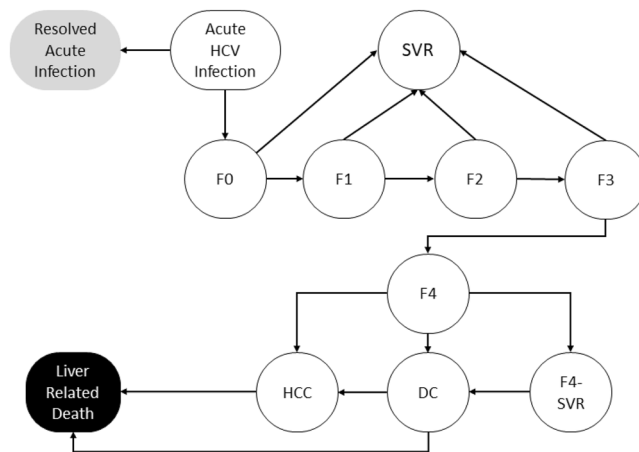 Resolved
Acute
Infection
Acute
HCV
Infection
SVR
F0
F1
F2
F3
F4
Liver
Related
Death
HCC
DC
F4-
SVR